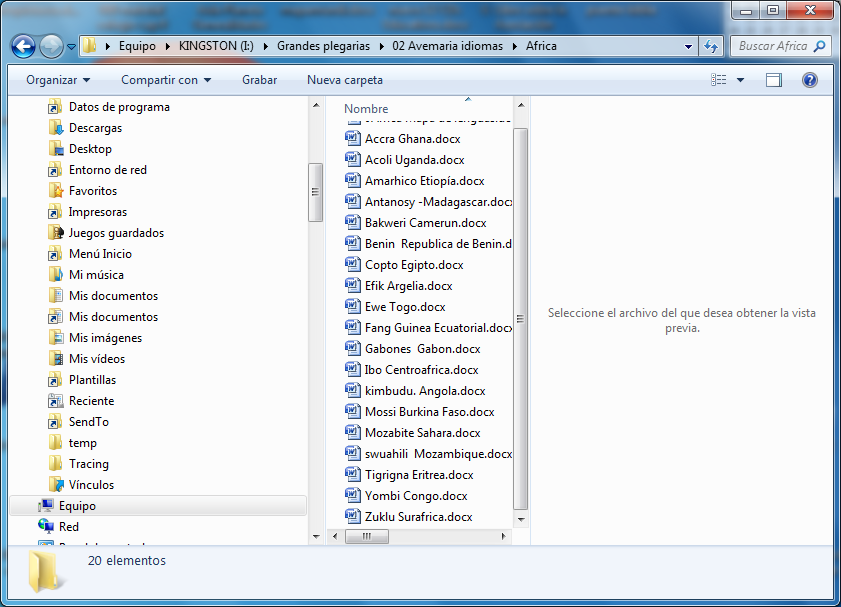 Equipo KINGSTON (I:) Grandes plegarias 02 Avemaria idiomas Africa
Buscar Africa
Organizar Compartir con Grabar Nueva carpeta
Datos de programa
Descargas
Desktop
Entorno de red
Favoritos
Impresoras
Juegos guardados
Menú Inicio
Mi música
Mis documentos
Mis documentos
Mis imágenes
Mis vídeos
Plantillas
Reciente
SendTo
temp
Tracing
Vínculos
Equipo
Red
Nombre
Accra Ghana.docx
Acoli Uganda.docx
Amarhico Etiopía.docx
Antanosy -Madagascar.docx
Bakweri Camerun.docx
Benin Republica de Benin.d
Copto Egipto.docx
Efik Argelia.docx
Ewe Togo.docx
Fang Guinea Ecuatorial.docx
Gabones Gabon.docx
Ibo Centroafrica.docx
kimbudu. Angola.docx
Mossi Burkina Faso.docx
Mozabite Sahara.docx
swuahili Mozambique.docx
Tigrigna Eritrea.docx
Yombi Congo.docx
Zuklu Surafrica.docx
Seleccione el archivo del que desea obtener la vista
previa.
20 elementos